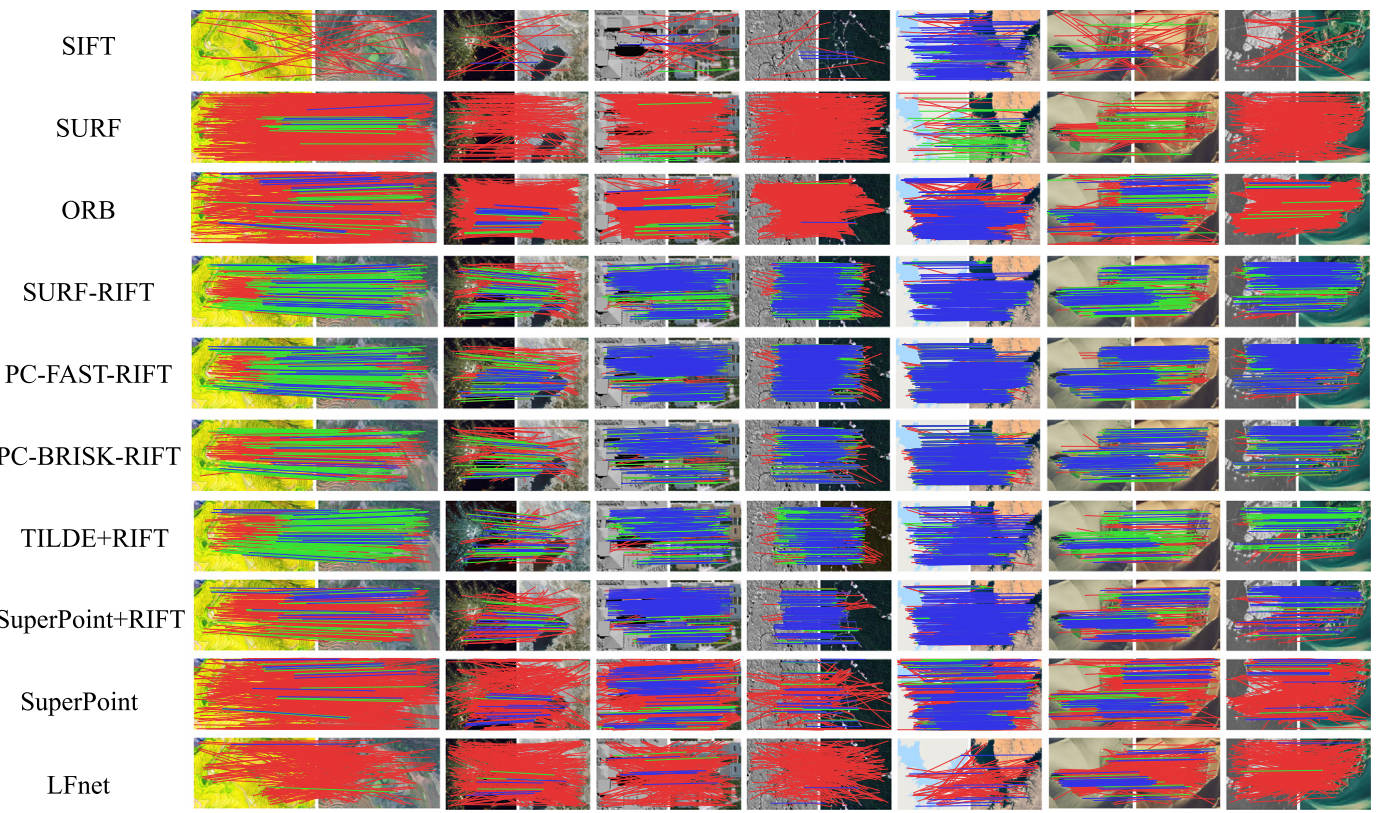 SIFT
SURF
ORB
SURF-RIFT
PC-FAST-RIFT
PC-BRISK-RIFT
TILDE+RIFT
SuperPoint+RIFT
SuperPoint
LFnet